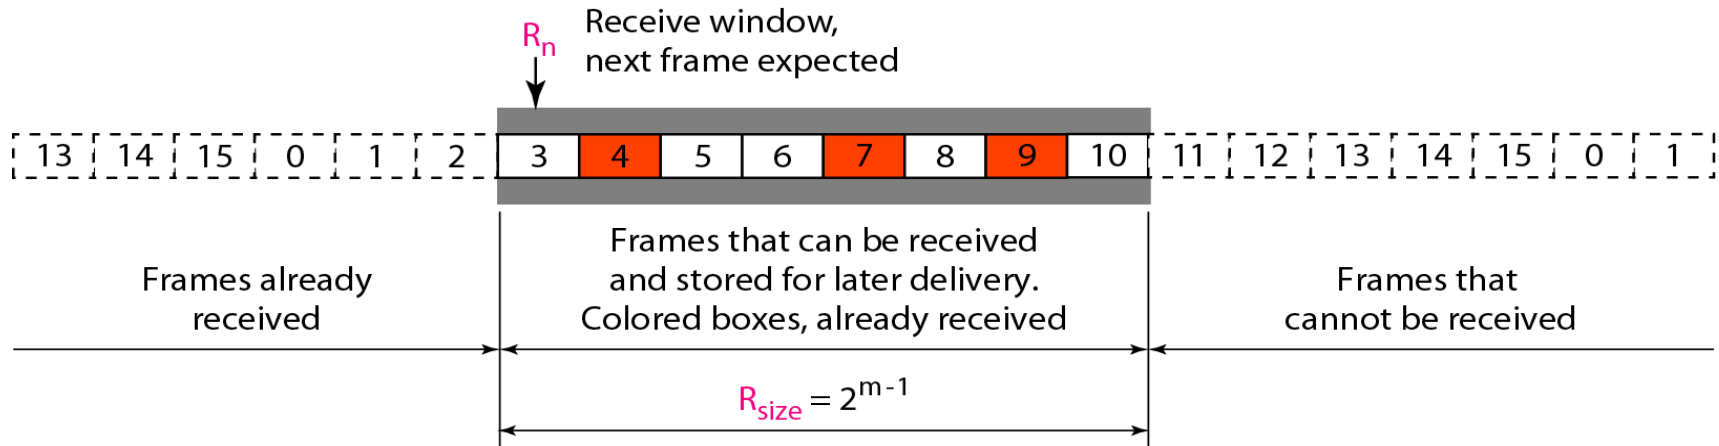 Rn
Receive window,
next frame expected
13 14 15 0 1 2 3 4 5 6 7 8 9 10 11 12 13 14 15 0 1
Frames already
received
Frames that can be received
and stored for later delivery.
Colored boxes, already received
Frames that
cannot be received
Rsize = 2^m-1